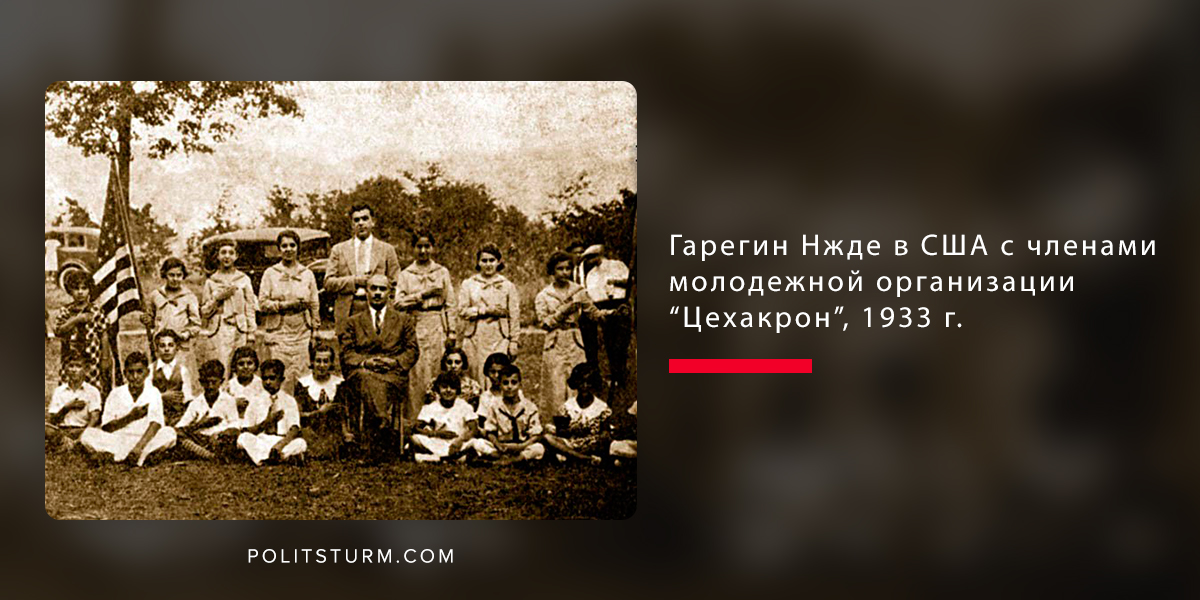 Гарегин Нжде в США с членами
молодежной организации
“Цехакрон”, 1933 г.
POLITSTURM.COM